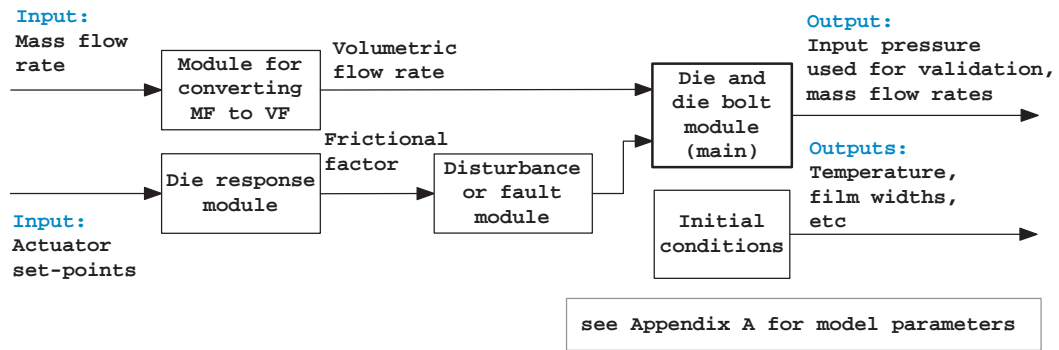 Input:
Mass flow
rate
Module for
converting
MF to VF
Volumetric
flow rate
Die and
die bolt
module
(main)
Output:
Input pressure
used for validation,
mass flow rates
Input:
Actuator
set-points
Die response
module
Frictional
factor
Disturbance
or fault
module
Initial
conditions
Outputs:
Temperature,
film widths,
etc
see Appendix A for model parameters